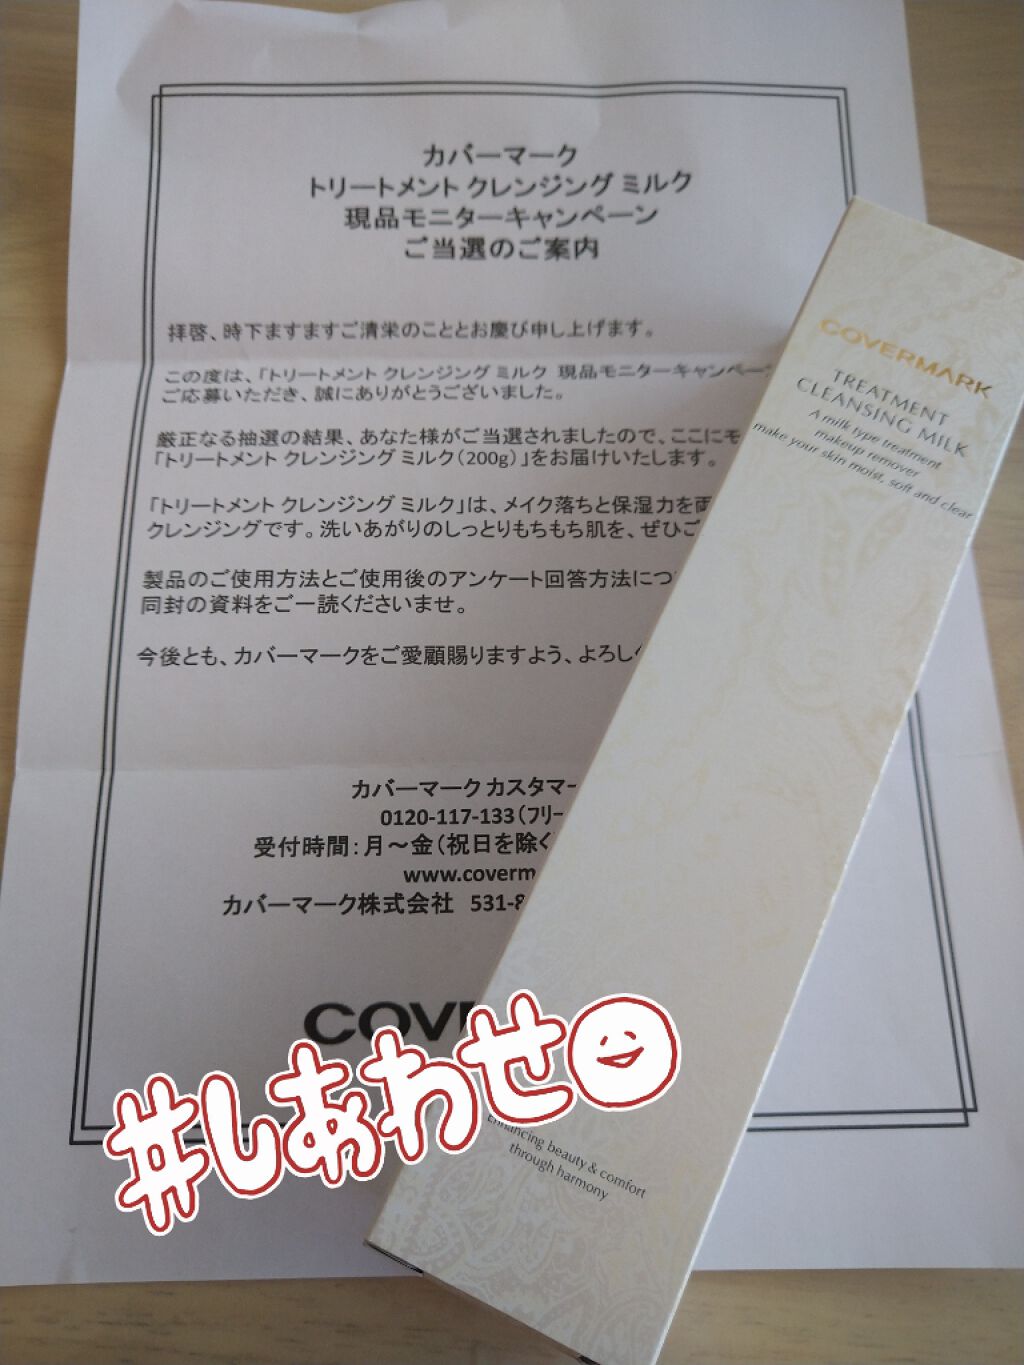 カバーマーク
トリートメント クレンジング ミルク
現品モニターキャンペーン
ご当選のご案内
拝啓、時下ますますご清栄のこととお慶び申し上げます。
この度は、「トリートメント クレンジング ミルク 現品モニターキャンペーン
ご応募いただき、誠にありがとうございました。
厳正なる抽選の結果、あなた様がご当選されましたので、ここにモ
「トリートメント クレンジング ミルク（200g）」をお届けいたします。
「トリートメント クレンジング ミルク」は、メイク落ちと保湿力を両
クレンジングです。洗いあがりのしっとりもちもち肌を、ぜひご
製品のご使用方法とご使用後のアンケート回答方法につ
同封の資料をご一読くださいませ。
今後とも、カバーマークをご愛顧賜りますよう、よろしく
カバーマーク カスタマー
0120-117-133（フリー
受付時間：月～金（祝日を除く
www.coverm
カバーマーク株式会社 531-8
COVE
COVERMARK
TREATMENT
CLEANSING MILK
A milk type treatment
makeup remover
make your skin moist, soft and clear
Enhancing beauty & comfort
through harmony
#しあわせ